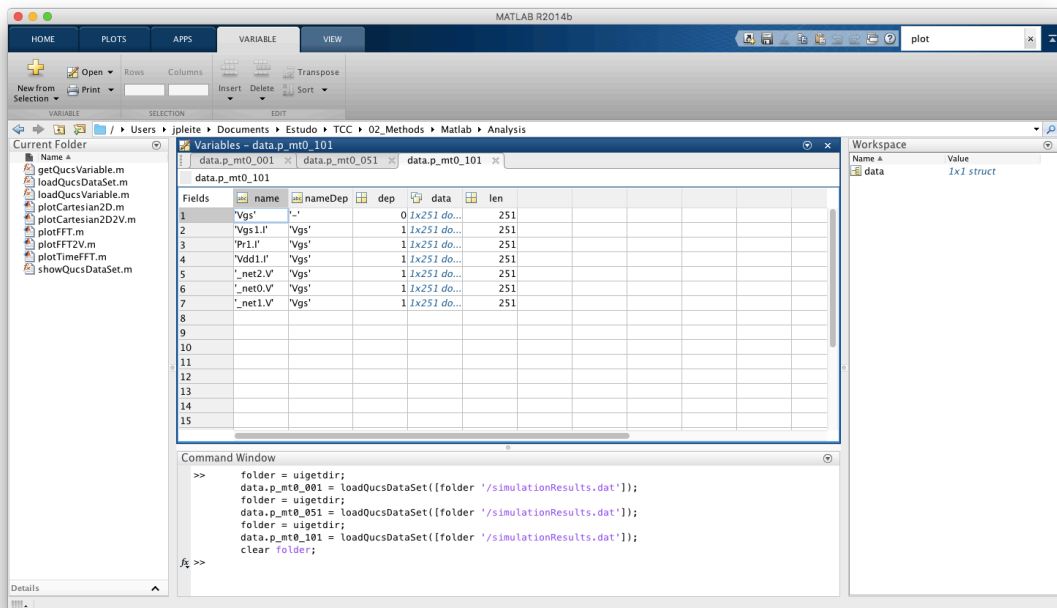 MATLAB R2014b
HOME PLOTS APPS VARIABLE VIEW plot
New from Selection Open Print Rows Columns Insert Delete Transpose Sort
VARIABLE SELECTION EDIT
/ Users jpleite Documents Estudo TCC 02_Methods Matlab Analysis
Current Folder
Name
getQucsVariable.m
loadQucsDataSet.m
loadQucsVariable.m
plotCartesian2D.m
plotCartesian2D2V.m
plotFFT.m
plotFFT2V.m
plotTimeFFT.m
showQucsDataSet.m
Details
Variables - data.p_mt0_101
data.p_mt0_001 data.p_mt0_051 data.p_mt0_101
data.p_mt0_101
Fields name nameDep dep data len
1 'Vgs' '-' 0 1x251 do... 251
2 'Vgs1.I' 'Vgs' 1 1x251 do... 251
3 'Pr1.I' 'Vgs' 1 1x251 do... 251
4 'Vdd1.I' 'Vgs' 1 1x251 do... 251
5 '_net2.V' 'Vgs' 1 1x251 do... 251
6 '_net0.V' 'Vgs' 1 1x251 do... 251
7 '_net1.V' 'Vgs' 1 1x251 do... 251
8
9
10
11
12
13
14
15
Command Window
>> folder = uigetdir;
data.p_mt0_001 = loadQucsDataSet([folder '/simulationResults.dat']);
folder = uigetdir;
data.p_mt0_051 = loadQucsDataSet([folder '/simulationResults.dat']);
folder = uigetdir;
data.p_mt0_101 = loadQucsDataSet([folder '/simulationResults.dat']);
clear folder;
fx >>
Workspace
Name Value
data 1x1 struct